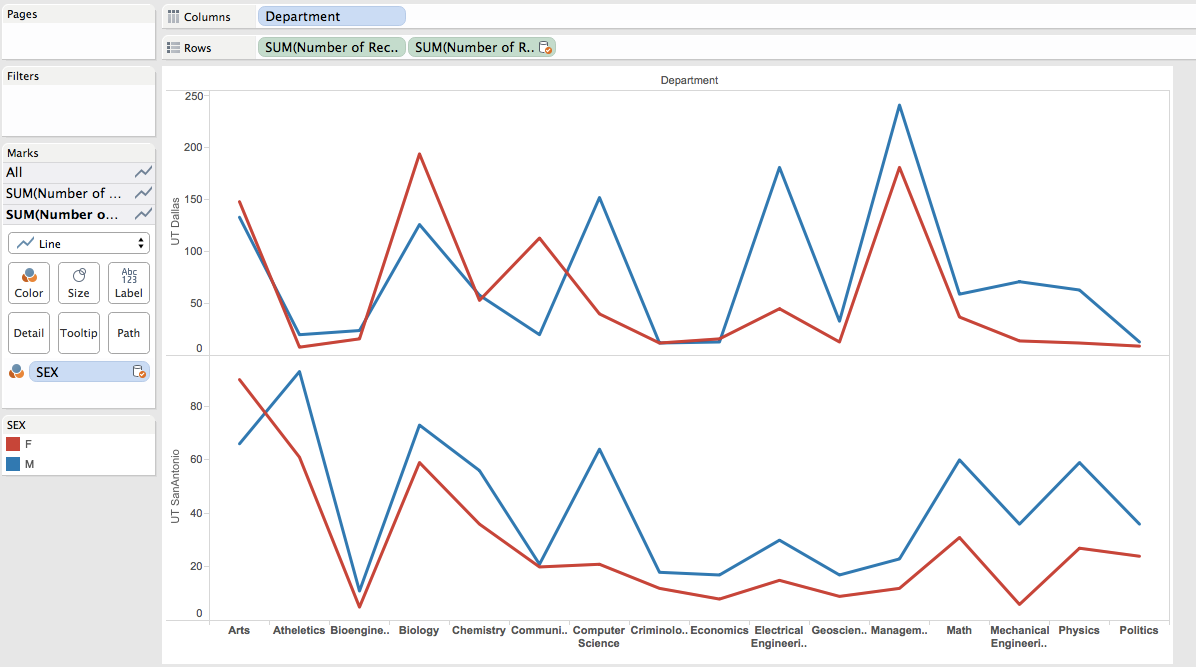 Pages
Columns
Department
Rows
SUM(Number of Rec..
SUM(Number of R..
Filters
Marks
All
SUM(Number of ...
SUM(Number o...
Line
Color
Size
Abc
123
Label
Detail
Tooltip
Path
SEX
SEX
F
M
Department
UT Dallas
250
200
150
100
50
0
UT SanAntonio
80
60
40
20
0
Arts
Atheletics
Bioengine..
Biology
Chemistry
Communi..
Computer
Science
Criminolo..
Economics
Electrical
Engineeri..
Geoscien..
Managem..
Math
Mechanical
Engineeri..
Physics
Politics